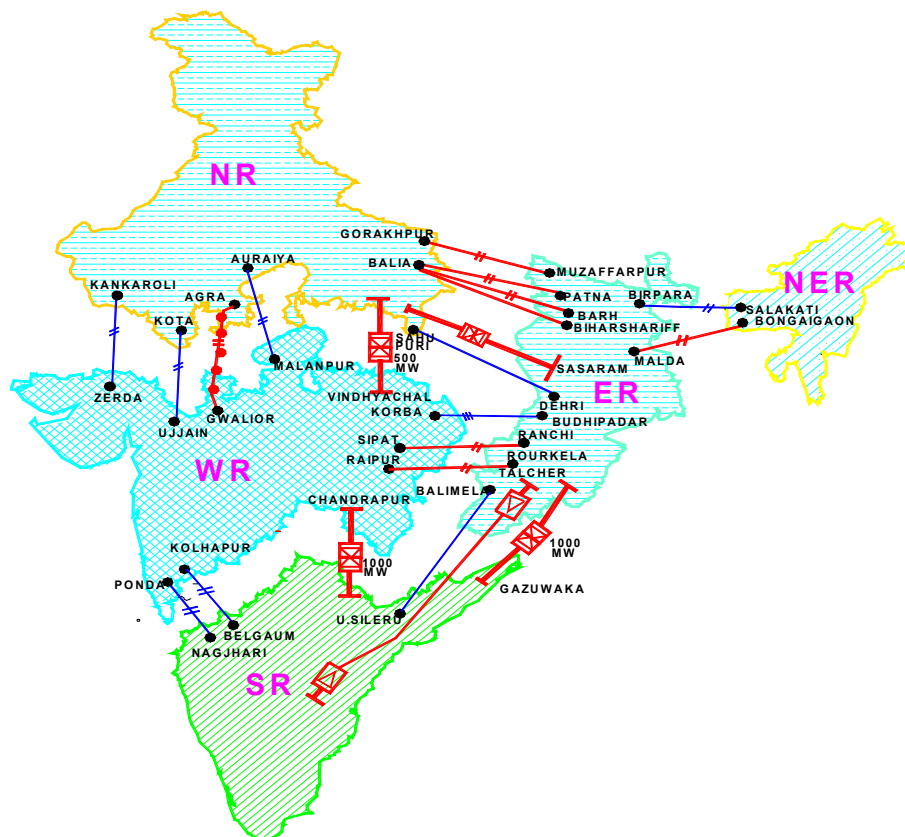 NR
GORAKHPUR
AURAIYA
BALIA
MUZAFFARPUR
NER
KANKAROLI
AGRA
PATNA
BIRPARA
SALAKATI
KOTA
BARH
BONGAIGAON
BIHARSHARIFF
SAHU
PURI
500
MW
MALANPUR
MALDA
SASARAM
ZERDA
VINDHYACHAL
ER
DEHRI
GWALIOR
KORBA
BUDHIPADAR
UJJAIN
SIPAT
RANCHI
RAIPUR
ROURKELA
WR
TALCHER
BALIMELA
CHANDRAPUR
1000
MW
KOLHAPUR
1000
MW
PONDA
GAZUWAKA
U.SILERU
BELGAUM
NAGJHARI
SR